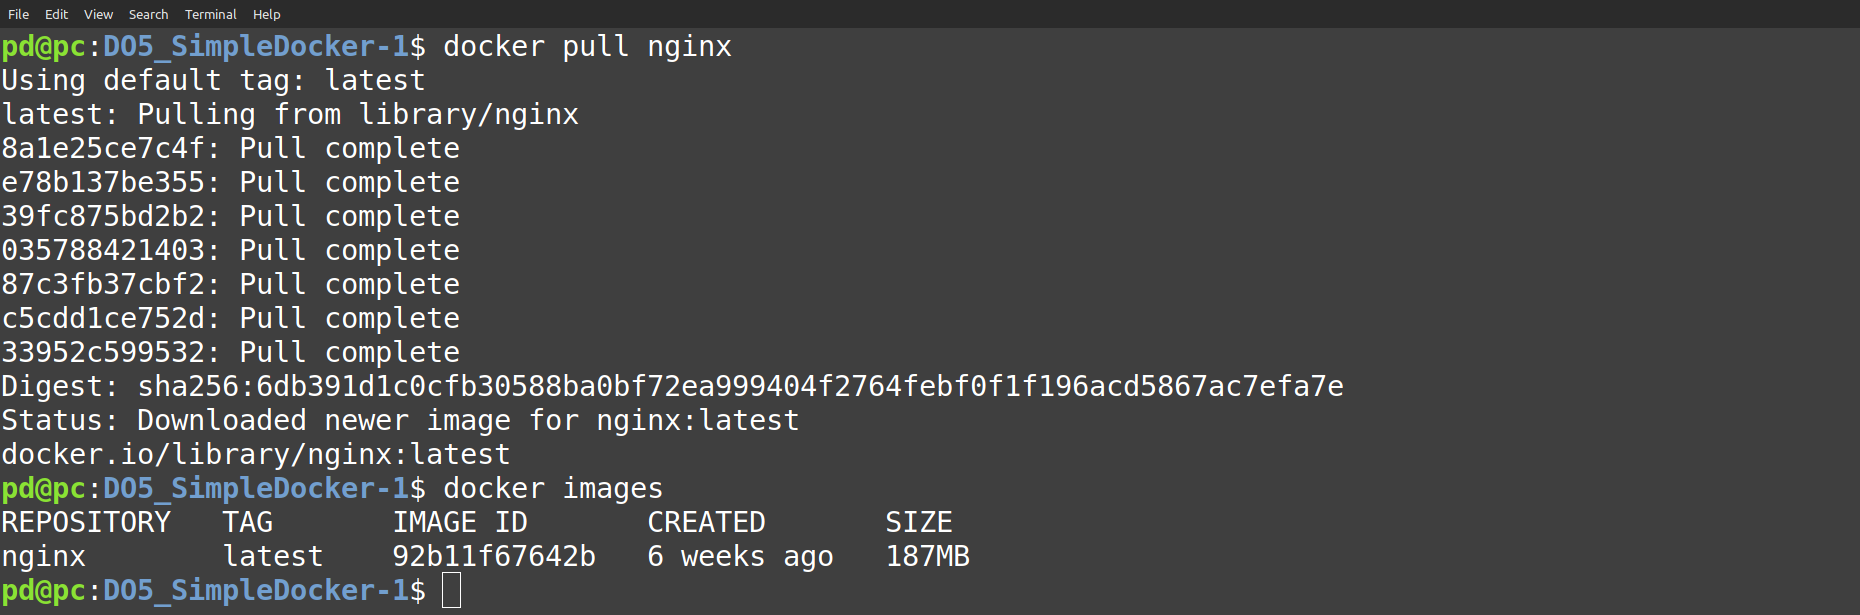 File Edit View Search Terminal Help
pd@pc:DO5_SimpleDocker-1$ docker pull nginx
Using default tag: latest
latest: Pulling from library/nginx
8a1e25ce7c4f: Pull complete
e78b137be355: Pull complete
39fc875bd2b2: Pull complete
035788421403: Pull complete
87c3fb37cbf2: Pull complete
c5cdd1ce752d: Pull complete
33952c599532: Pull complete
Digest: sha256:6db391d1c0cfb30588ba0bf72ea999404f2764febf0f1f196acd5867ac7efa7e
Status: Downloaded newer image for nginx:latest
docker.io/library/nginx:latest
pd@pc:DO5_SimpleDocker-1$ docker images
REPOSITORY   TAG       IMAGE ID       CREATED       SIZE
nginx        latest    92b11f67642b   6 weeks ago   187MB
pd@pc:DO5_SimpleDocker-1$